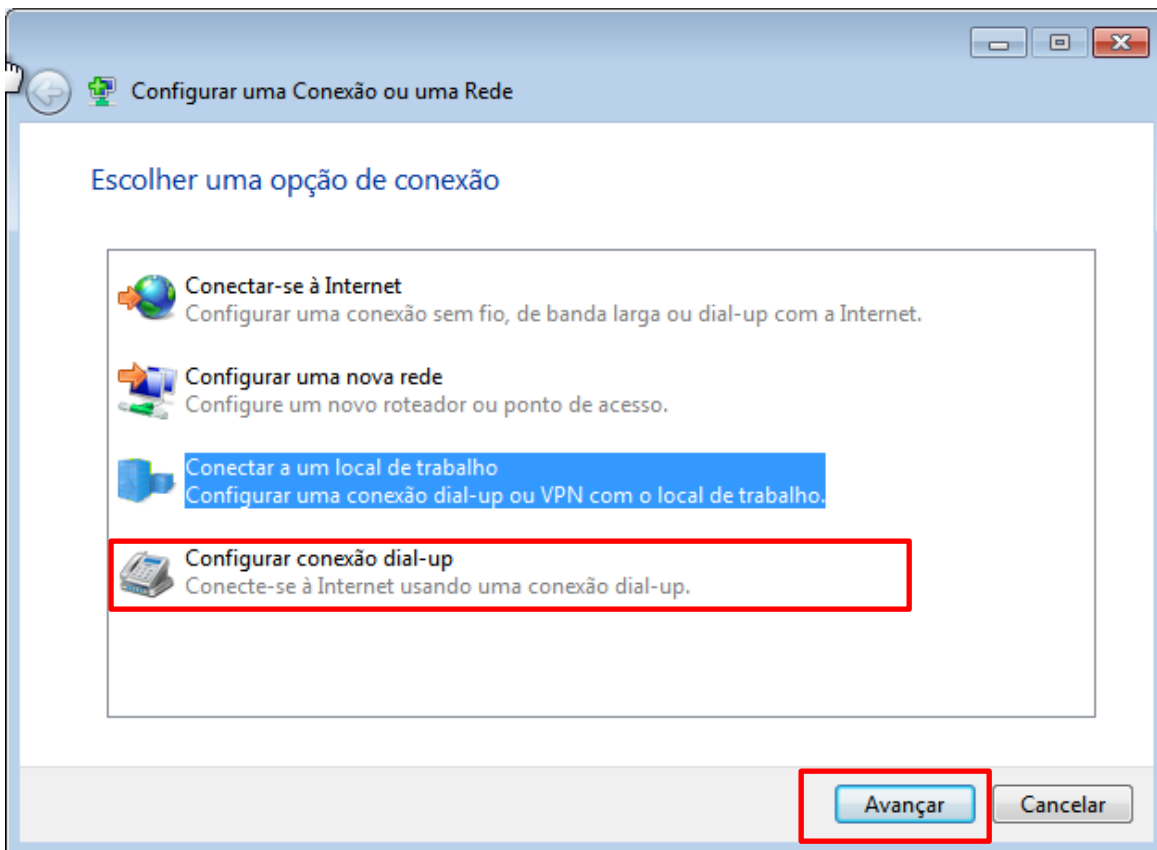 Configurar uma Conexão ou uma Rede
Escolher uma opção de conexão
Conectar-se à Internet
Configurar uma conexão sem fio, de banda larga ou dial-up com a Internet.
Configurar uma nova rede
Configure um novo roteador ou ponto de acesso.
Conectar a um local de trabalho
Configurar uma conexão dial-up ou VPN com o local de trabalho.
Configurar conexão dial-up
Conecte-se à Internet usando uma conexão dial-up.
Avançar Cancelar